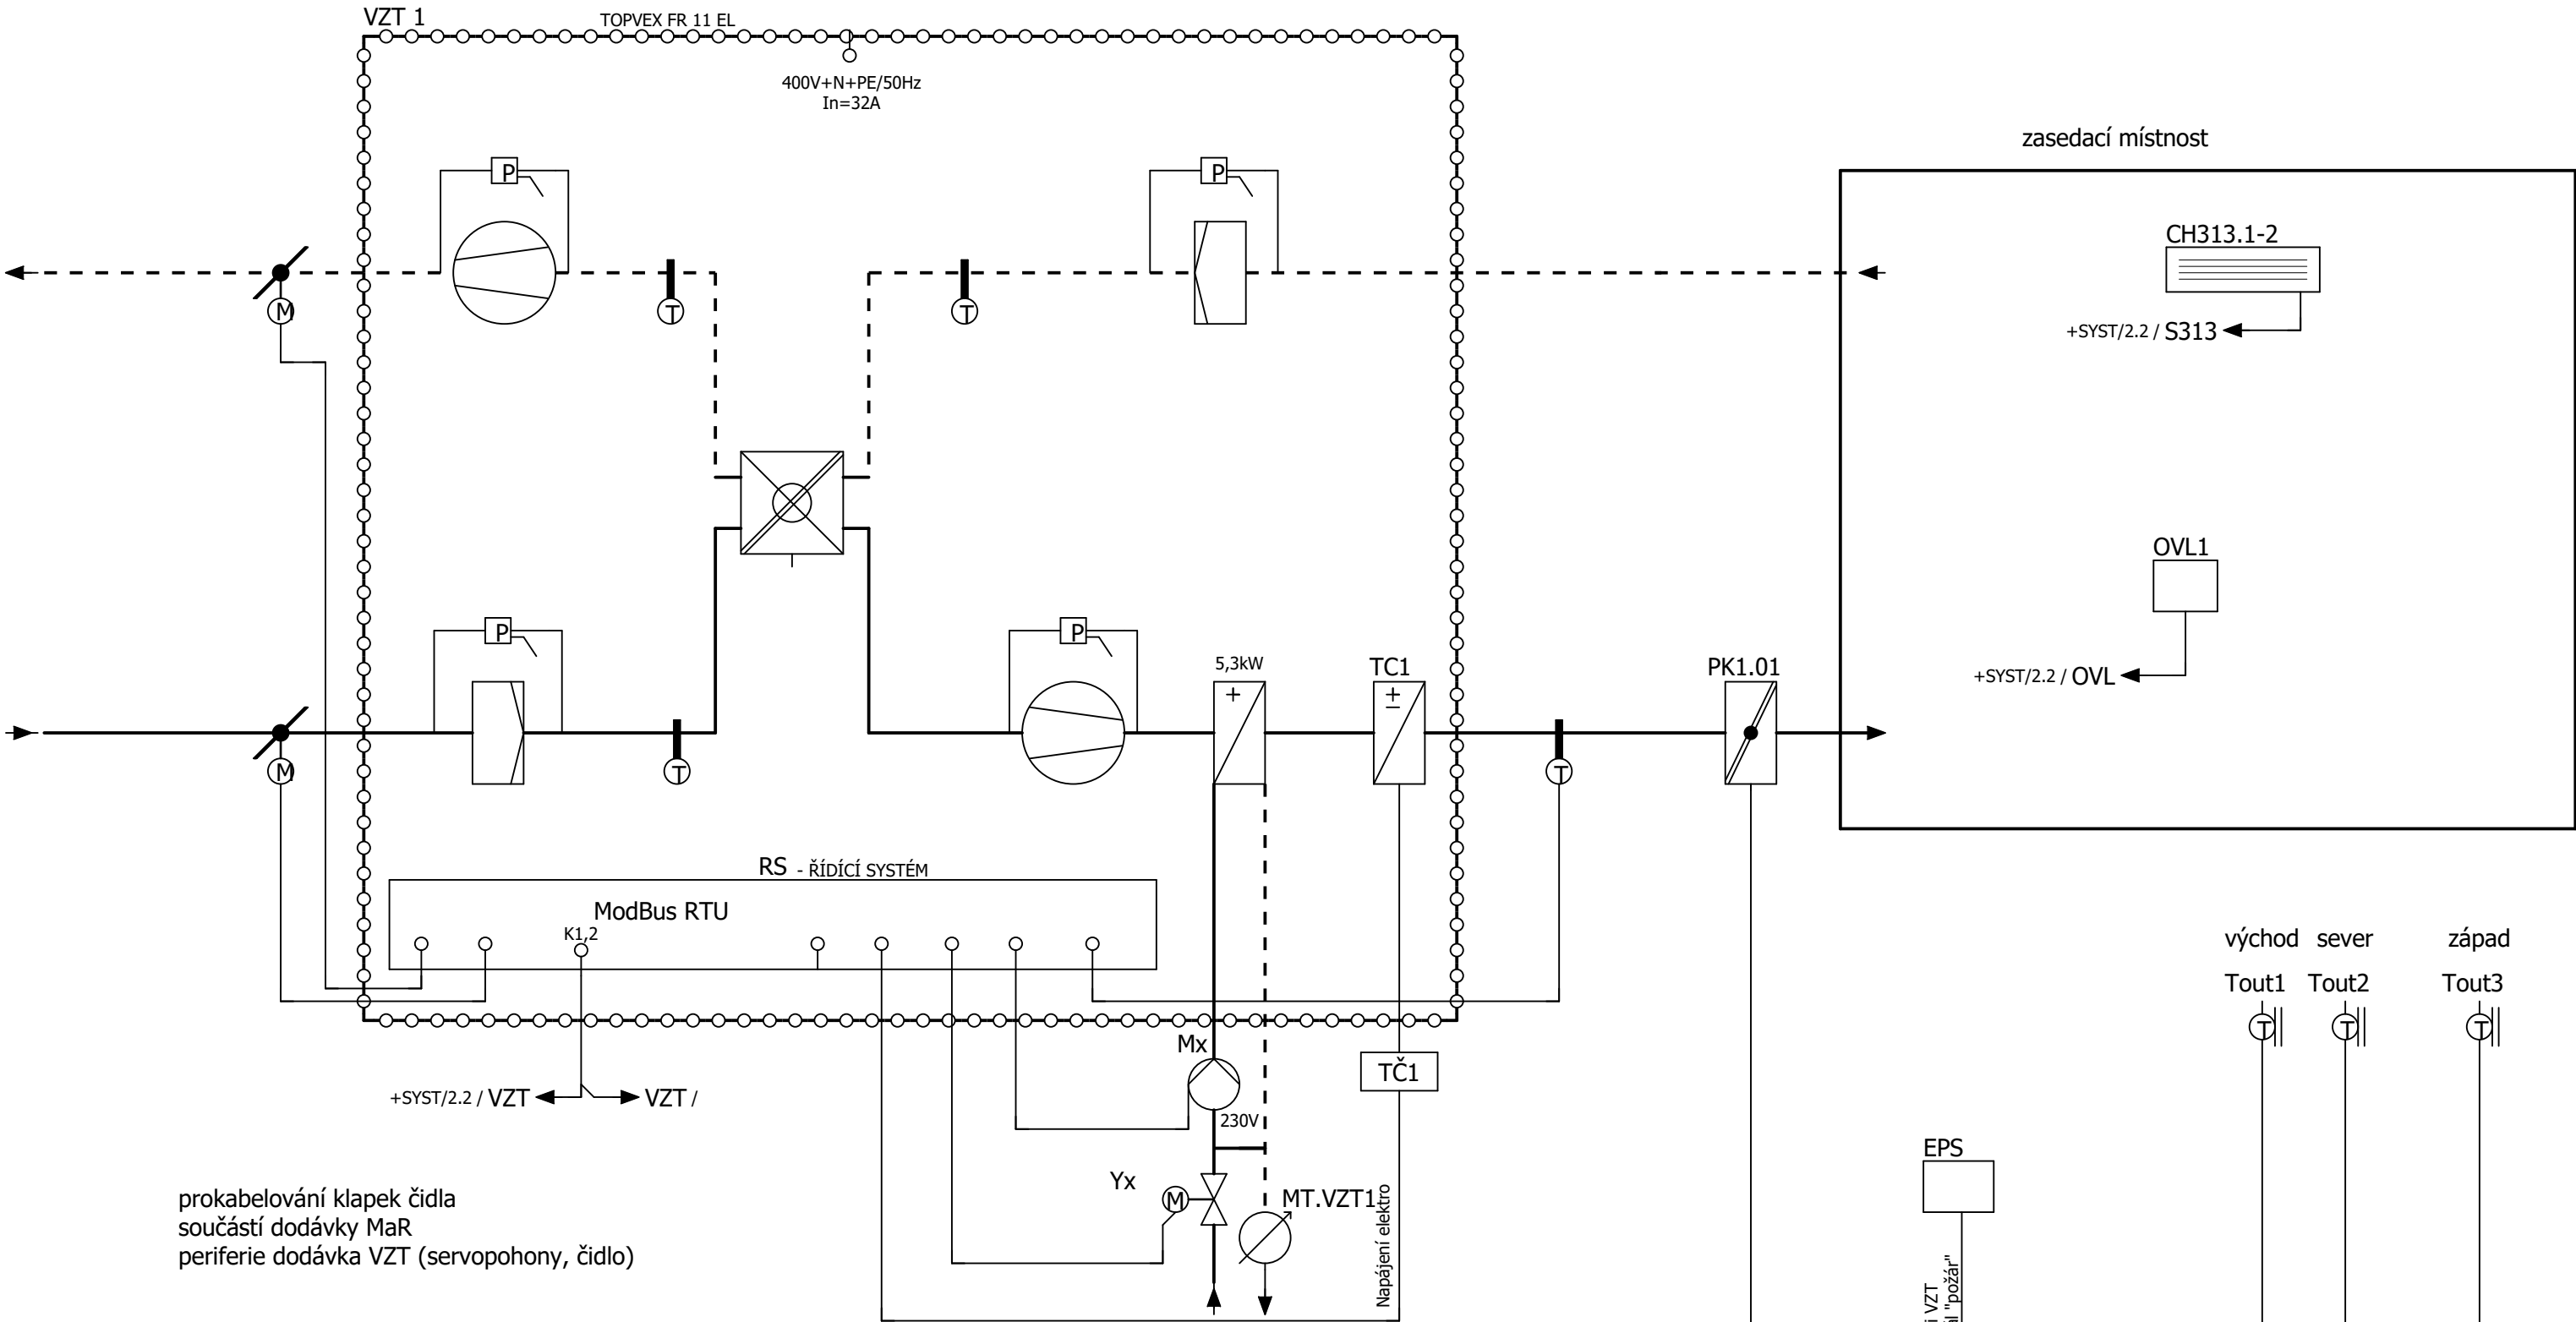 VZT 1
TOPVEX FR 11 EL
400V+N+PE/50Hz
In=32A
zasedací místnost
P
P
CH313.1-2
M
T
T
+SYST/2.2 / S313
OVL1
P
P
5,3kW
TC1
PK1.01
+
±
+SYST/2.2 / OVL
M
T
T
RS - ŘÍDÍCÍ SYSTÉM
ModBus RTU
K1,2
východ
sever
západ
Tout1
Tout2
Tout3
T
T
T
Mx
TČ1
+SYST/2.2 / VZT
VZT /
230V
EPS
Yx
M
MT.VZT1
Napájení elektro
prokabelování klapek čidla
součástí dodávky MaR
periferie dodávka VZT (servopohony, čidlo)
VZT
"požár"